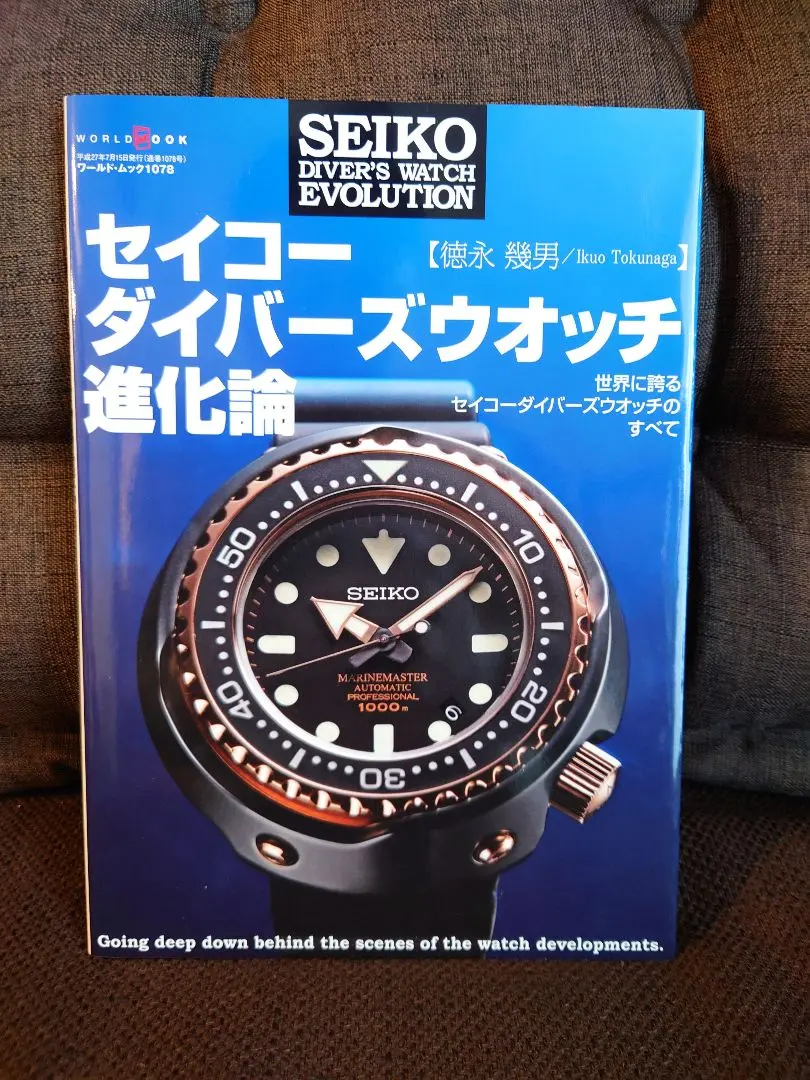 WORLD MOOK
平成27年7月15日発行(通巻1078号)
ワールド・ムック1078
SEIKO
DIVER'S WATCH
EVOLUTION
セイコー
【徳永 幾男/Ikuo Tokunaga】
ダイバーズウオッチ
進化論
世界に誇る
セイコーダイバーズウオッチの
すべて
50
10
SEIKO
MARINEMASTER
AUTOMATIC
PROFESSIONAL
1000m
6
40
20
30
Going deep down behind the scenes of the watch developments.